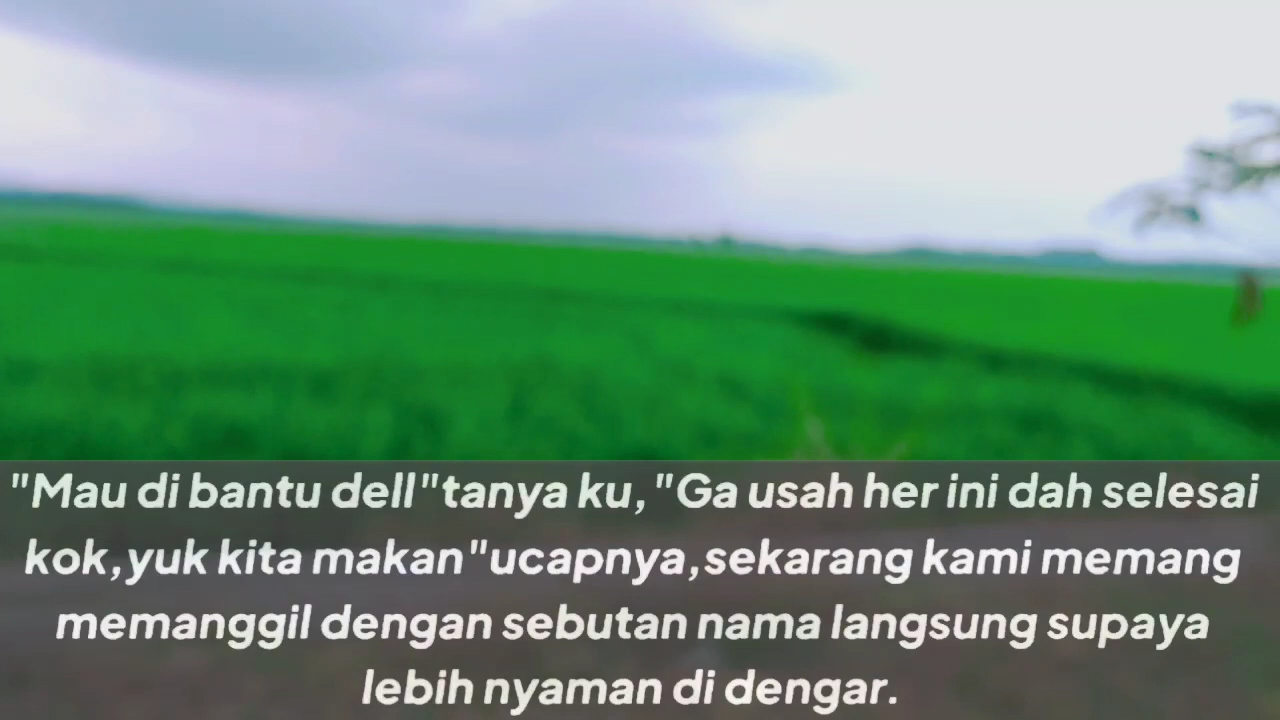 "Mau di bantu dell"tanya ku, "Ga usah her ini dah selesai
kok,yuk kita makan"ucapnya,sekarang kami memang
memanggil dengan sebutan nama langsung supaya
lebih nyaman di dengar.